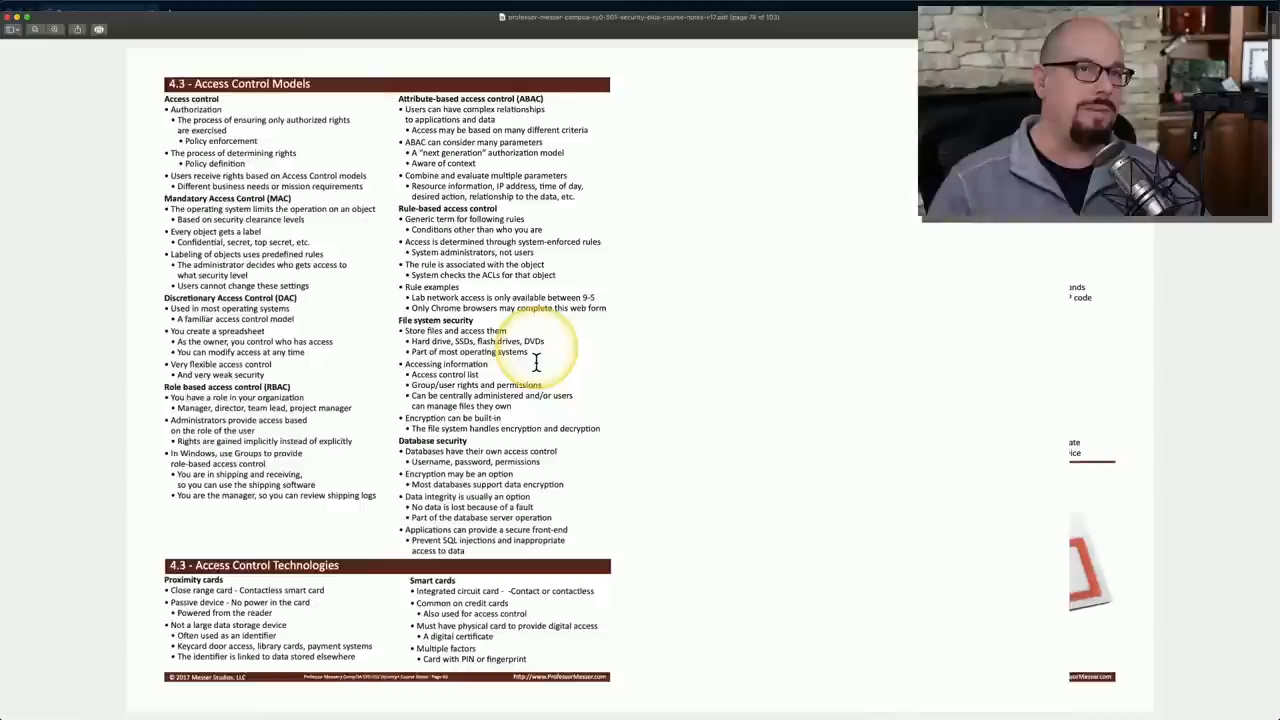 professor-messer-comptia-sy0-501-security-plus-course-notes-v17.pdf (page 74 of 103)
4.3 - Access Control Models
Access control
• Authorization
• The process of ensuring only authorized rights
are exercised
• Policy enforcement
• The process of determining rights
• Policy definition
• Users receive rights based on Access Control models
• Different business needs or mission requirements
Mandatory Access Control (MAC)
• The operating system limits the operation on an object
• Based on security clearance levels
• Every object gets a label
• Confidential, secret, top secret, etc.
• Labeling of objects uses predefined rules
• The administrator decides who gets access to
what security level
• Users cannot change these settings
Discretionary Access Control (DAC)
• Used in most operating systems
• A familiar access control model
• You create a spreadsheet
• As the owner, you control who has access
• You can modify access at any time
• Very flexible access control
• And very weak security
Role based access control (RBAC)
• You have a role in your organization
• Manager, director, team lead, project manager
• Administrators provide access based
on the role of the user
• Rights are gained implicitly instead of explicitly
• In Windows, use Groups to provide
role-based access control
• You are in shipping and receiving,
so you can use the shipping software
• You are the manager, so you can review shipping logs
Attribute-based access control (ABAC)
• Users can have complex relationships
to applications and data
• Access may be based on many different criteria
• ABAC can consider many parameters
• A "next generation" authorization model
• Aware of context
• Combine and evaluate multiple parameters
• Resource information, IP address, time of day,
desired action, relationship to the data, etc.
Rule-based access control
• Generic term for following rules
• Conditions other than who you are
• Access is determined through system-enforced rules
• System administrators, not users
• The rule is associated with the object
• System checks the ACLs for that object
• Rule examples
• Lab network access is only available between 9-5
• Only Chrome browsers may complete this web form
File system security
• Store files and access them
• Hard drive, SSDs, flash drives, DVDs
• Part of most operating systems
• Accessing information
• Access control list
• Group/user rights and permissions
• Can be centrally administered and/or users
can manage files they own
• Encryption can be built-in
• The file system handles encryption and decryption
Database security
• Databases have their own access control
• Username, password, permissions
• Encryption may be an option
• Most databases support data encryption
• Data integrity is usually an option
• No data is lost because of a fault
• Part of the database server operation
• Applications can provide a secure front-end
• Prevent SQL injections and inappropriate
access to data
4.3 - Access Control Technologies
Proximity cards
• Close range card - Contactless smart card
• Passive device - No power in the card
• Powered from the reader
• Not a large data storage device
• Often used as an identifier
• Keycard door access, library cards, payment systems
• The identifier is linked to data stored elsewhere
Smart cards
• Integrated circuit card - -Contact or contactless
• Common on credit cards
• Also used for access control
• Must have physical card to provide digital access
• A digital certificate
• Multiple factors
• Card with PIN or fingerprint
© 2017 Messer Studios, LLC
http://www.ProfessorMesser.com
onds
code
ate
ice